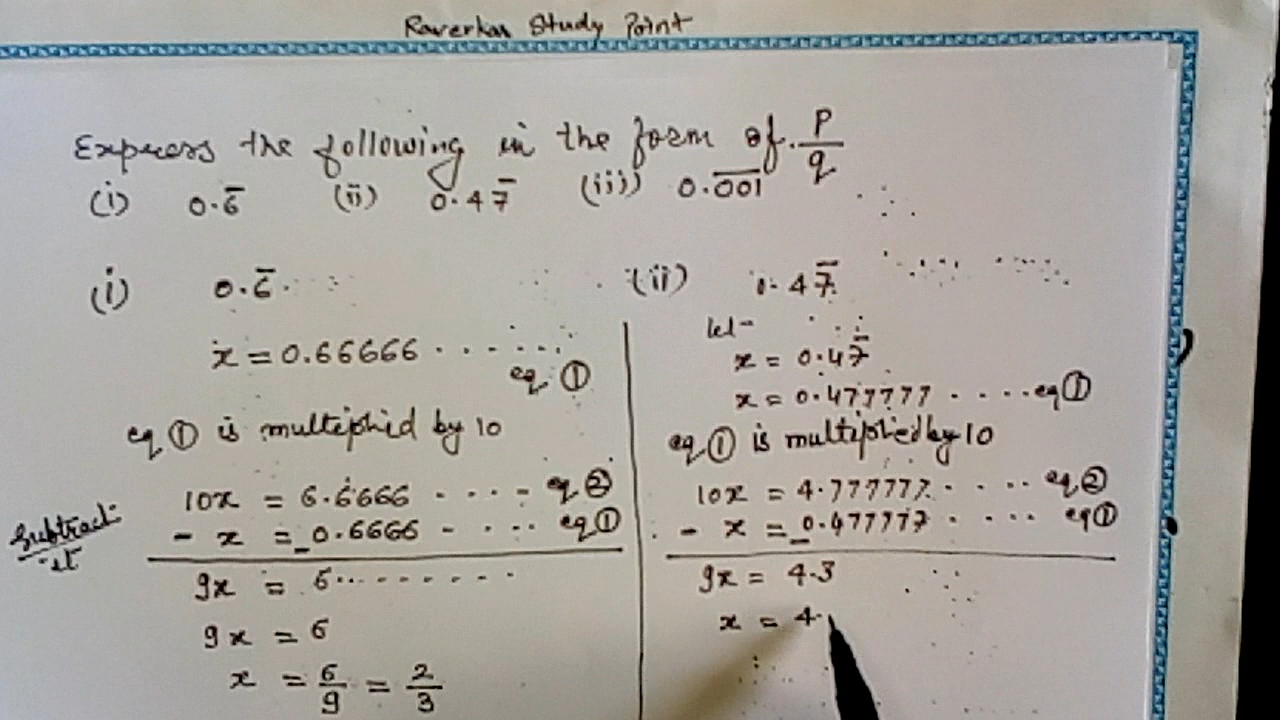 Raverkar Study Point
Express the following in the form of p/q
(i) 0.6̅ (ii) 0.47̅ (iii) 0.0̅0̅1̅
(i) 0.6̅
x = 0.66666 . . . . . . eq ①
eq ① is multiplied by 10
10x = 6.6666 . . . . eq ②
Subtract it
- x = _0.6666 . . . . eq ①
9x = 6. . . . . . . .
9x = 6
x = 6/9 = 2/3
(ii) 0.47̅
let
x = 0.47̅
x = 0.477777 . . . . eq ①
eq ① is multiplied by 10
10x = 4.777777 . . . . eq ②
- x = _0.477777 . . . . eq ①
9x = 4.3
x = 4.